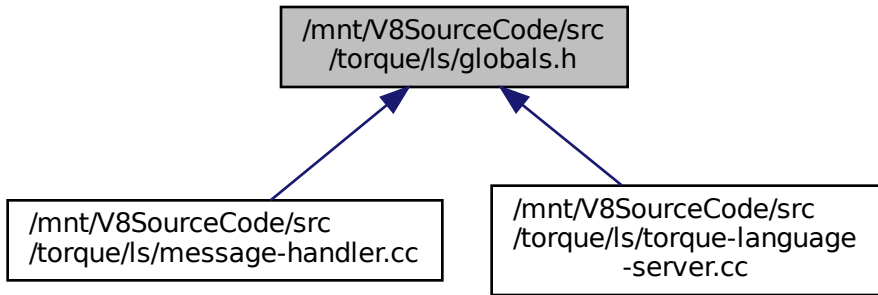 /mnt/V8SourceCode/src
/torque/ls/globals.h
/mnt/V8SourceCode/src
/torque/ls/message-handler.cc
/mnt/V8SourceCode/src
/torque/ls/torque-language
-server.cc